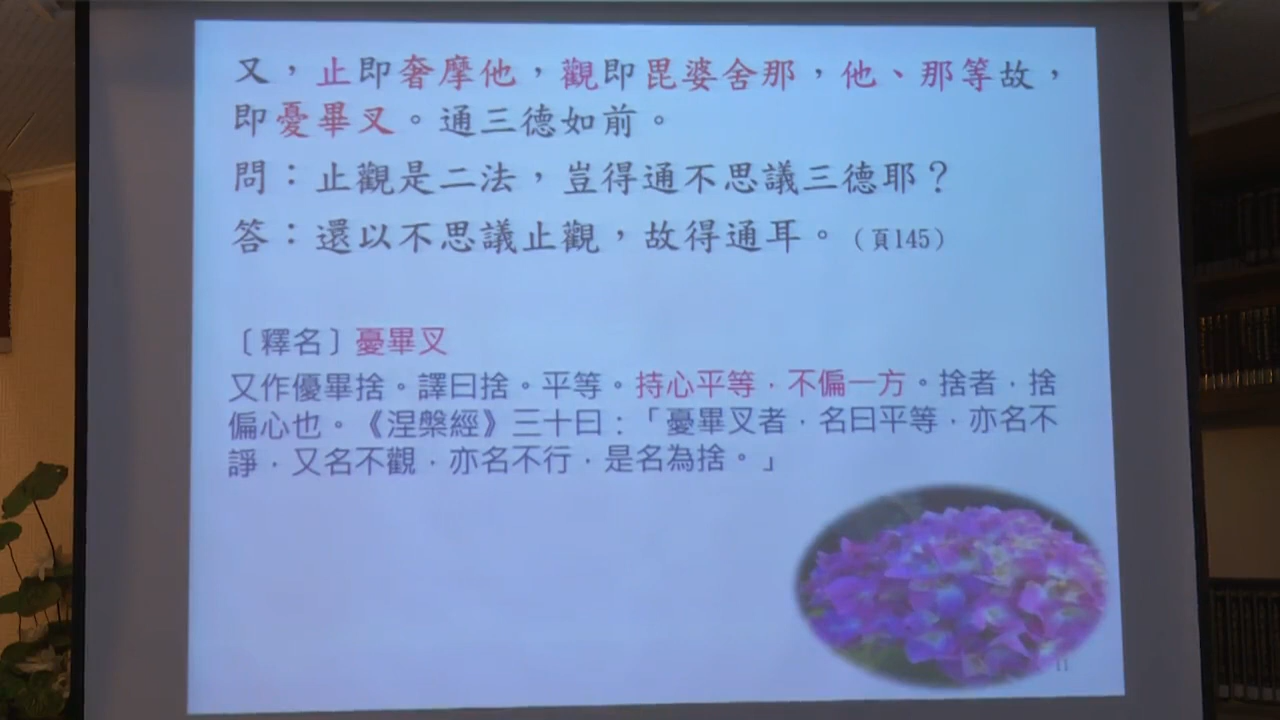 又，止即奢摩他，觀即毘婆舍那，他、那等故，
即憂畢叉。通三德如前。
問：止觀是二法，豈得通不思議三德耶？
答：還以不思議止觀，故得通耳。（頁145）
〔釋名〕憂畢叉
又作優畢捨。譯曰捨。平等。持心平等，不偏一方。捨者，捨
偏心也。《涅槃經》三十曰：「憂畢叉者，名曰平等，亦名不
諍，又名不觀，亦名不行，是名為捨。」
11